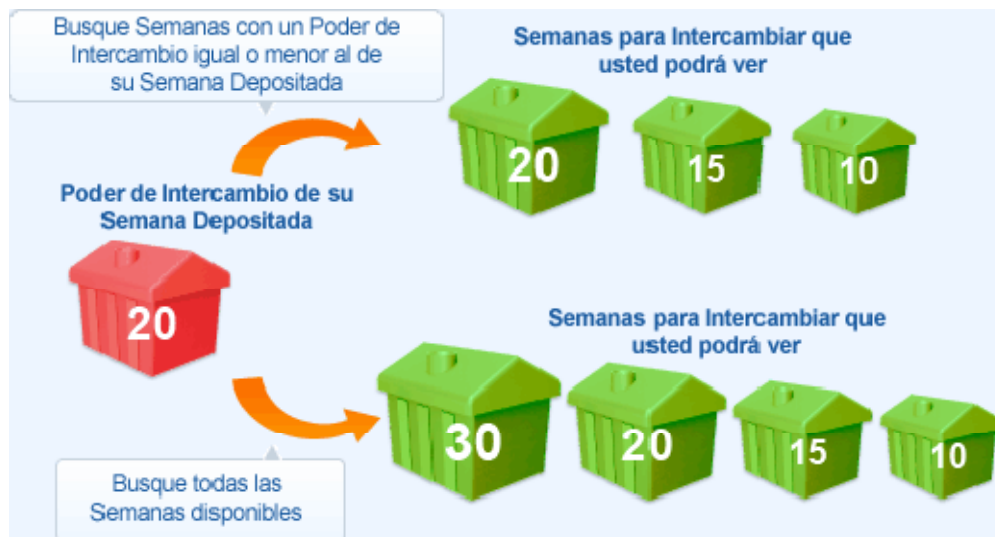 Busque Semanas con un Poder de
Intercambio igual o menor al de
su Semana Depositada
Semanas para Intercambiar que
usted podrá ver
20
15
10
Poder de Intercambio de su
Semana Depositada
20
Semanas para Intercambiar que
usted podrá ver
30
20
15
10
Busque todas las
Semanas disponibles